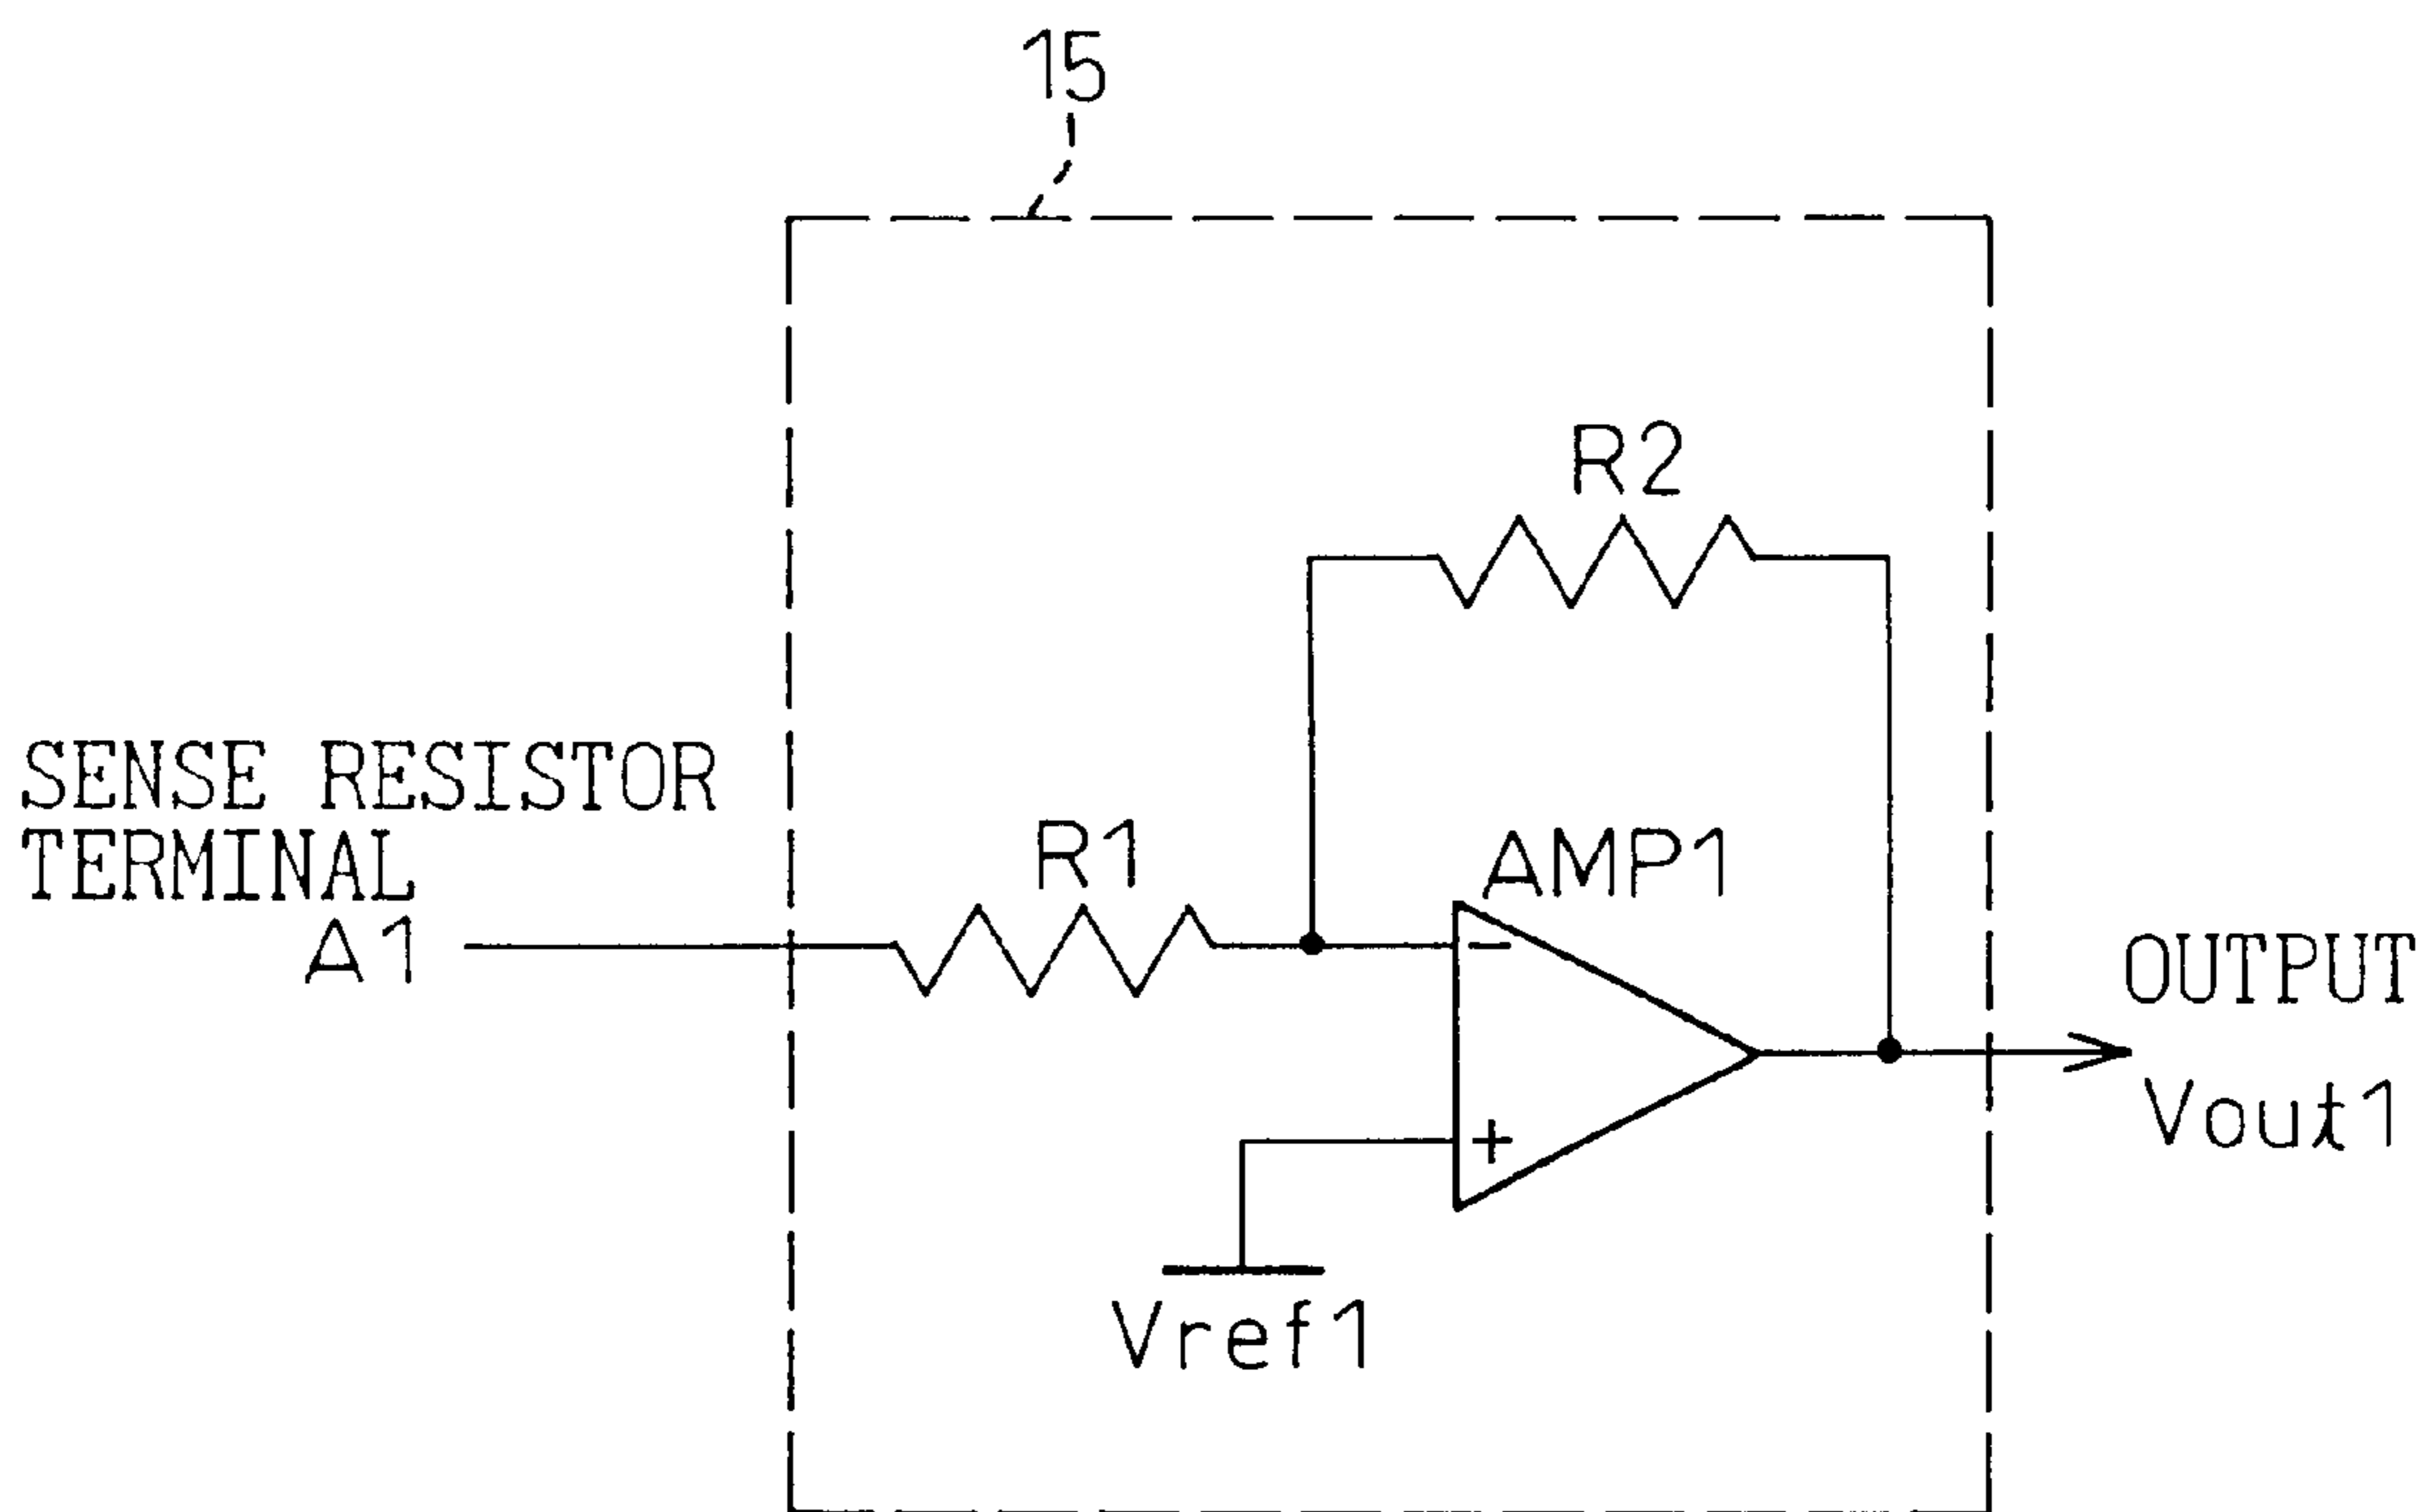 15
R2
SENSE RESISTOR
TERMINAL
A1
R1
AMP1
−
+
OUTPUT
Vout1
Vref1